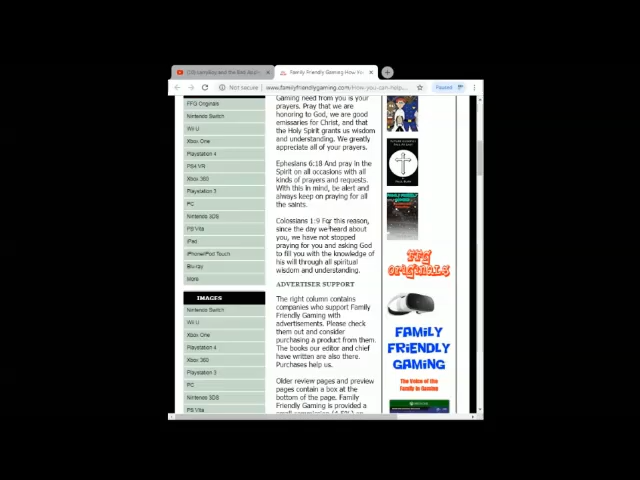 Family Friendly Gaming How You
Not secure
www.familyfriendlygaming.com/How-you-can-help
Paused
FFG Originals
Nintendo Switch
Wii U
Xbox One
Playstation 4
PS4 VR
Xbox 360
Playstation 3
PC
Nintendo 3DS
PS Vita
iPad
iPhone/iPod Touch
Blu-ray
More
IMAGES
Nintendo Switch
Wii U
Xbox One
Playstation 4
Xbox 360
Playstation 3
PC
Nintendo 3DS
PS Vita
Gaming need from you is your
prayers. Pray that we are
honoring to God, we are good
emissaries for Christ, and that
the Holy Spirit grants us wisdom
and understanding. We greatly
appreciate all of your prayers.
Ephesians 6:18 And pray in the
Spirit on all occasions with all
kinds of prayers and requests.
With this in mind, be alert and
always keep on praying for all
the saints.
Colossians 1:9 For this reason,
since the day we heard about
you, we have not stopped
praying for you and asking God
to fill you with the knowledge of
his will through all spiritual
wisdom and understanding.
ADVERTISER SUPPORT
The right column contains
companies who support Family
Friendly Gaming with
advertisements. Please check
them out and consider
purchasing a product from them.
The books our editor and chief
have written are also there.
Purchases help us.
Older review pages and preview
pages contain a box at the
bottom of the page. Family
Friendly Gaming is provided a
FFG
ORIGINALS
FAMILY
FRIENDLY
GAMING
The Voice of the
Family in Gaming